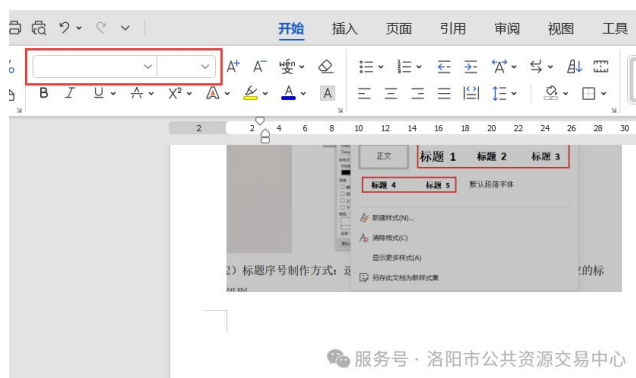 开始 插入 页面 引用 审阅 视图 工具
A+ A- wén 变
B I U A X² A A A
2 2 4 6 8 10 12 14 16 18 20 22 24 26 28 30
正文 标题 1 标题 2 标题 3
标题 4 标题 5 默认段落字体
新建样式(N)...
清除格式(C)
显示更多样式(A)
2）标题序号制作方式：
的标
另存此文档为新样式集
服务号 · 洛阳市公共资源交易中心